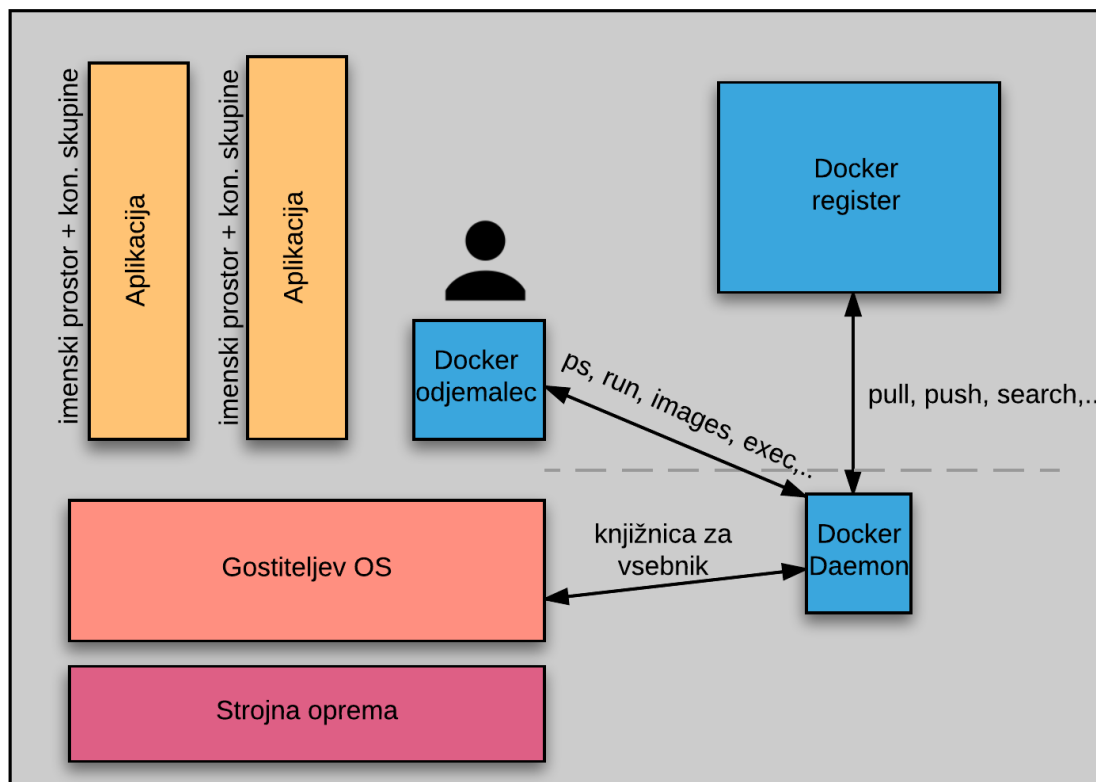 imenski prostor + kon. skupine
Aplikacija
imenski prostor + kon. skupine
Aplikacija
Docker
register
Docker
odjemalec
ps, run, images, exec,..
pull, push, search,..
Gostiteljev OS
knjižnica za
vsebnik
Docker
Daemon
Strojna oprema